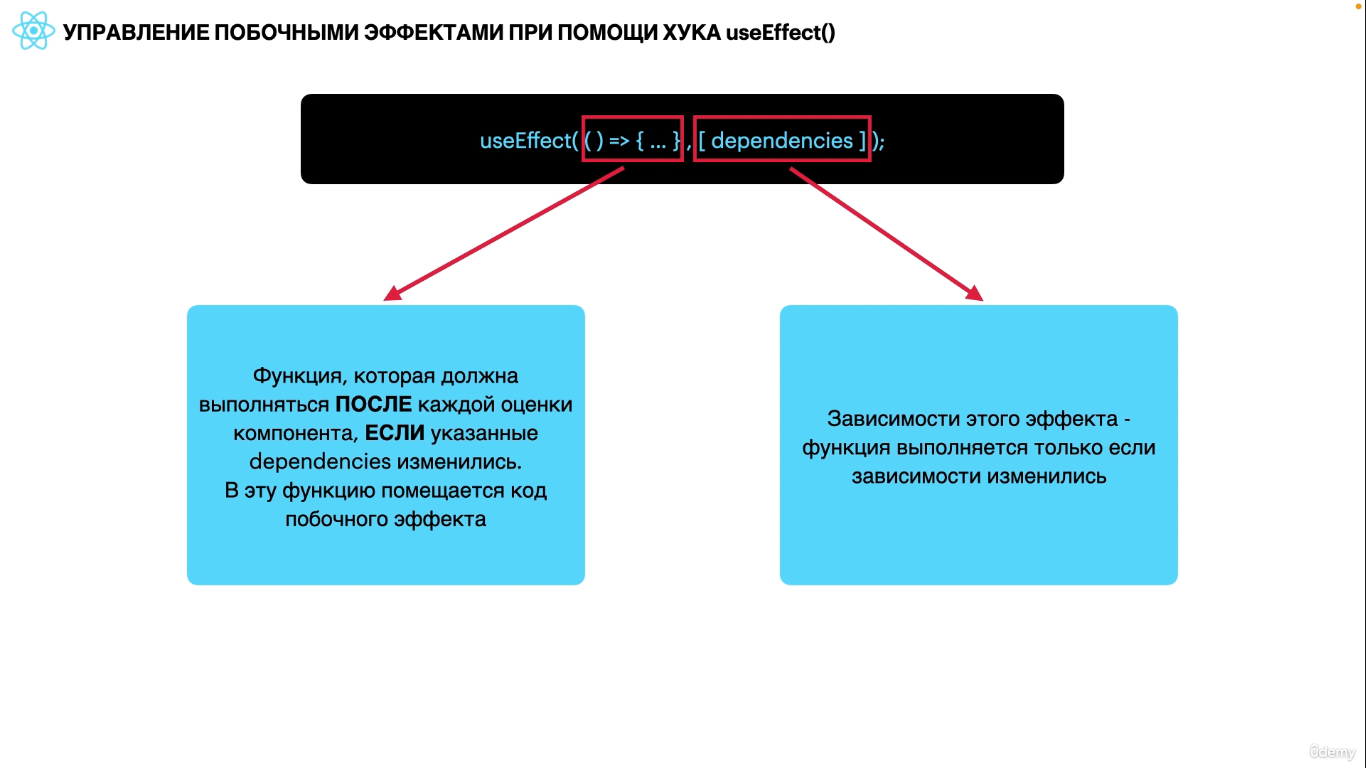 УПРАВЛЕНИЕ ПОБОЧНЫМИ ЭФФЕКТАМИ ПРИ ПОМОЩИ ХУКА useEffect()
useEffect( ( ) => { ... } , [ dependencies ] );
Функция, которая должна
выполняться ПОСЛЕ каждой оценки
компонента, ЕСЛИ указанные
dependencies изменились.
В эту функцию помещается код
побочного эффекта
Зависимости этого эффекта -
функция выполняется только если
зависимости изменились
ûdemy